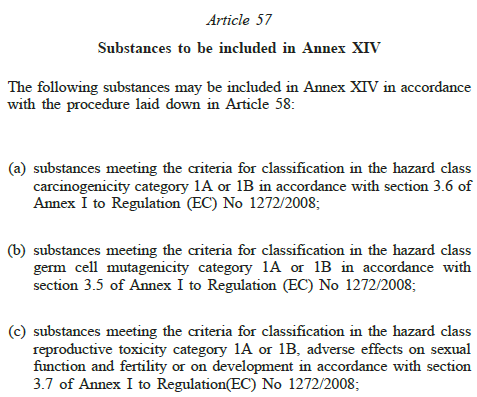 Article 57
Substances to be included in Annex XIV
The following substances may be included in Annex XIV in accordance
with the procedure laid down in Article 58:
(a) substances meeting the criteria for classification in the hazard class
carcinogenicity category 1A or 1B in accordance with section 3.6 of
Annex I to Regulation (EC) No 1272/2008;
(b) substances meeting the criteria for classification in the hazard class
germ cell mutagenicity category 1A or 1B in accordance with
section 3.5 of Annex I to Regulation (EC) No 1272/2008;
(c) substances meeting the criteria for classification in the hazard class
reproductive toxicity category 1A or 1B, adverse effects on sexual
function and fertility or on development in accordance with section
3.7 of Annex I to Regulation(EC) No 1272/2008;